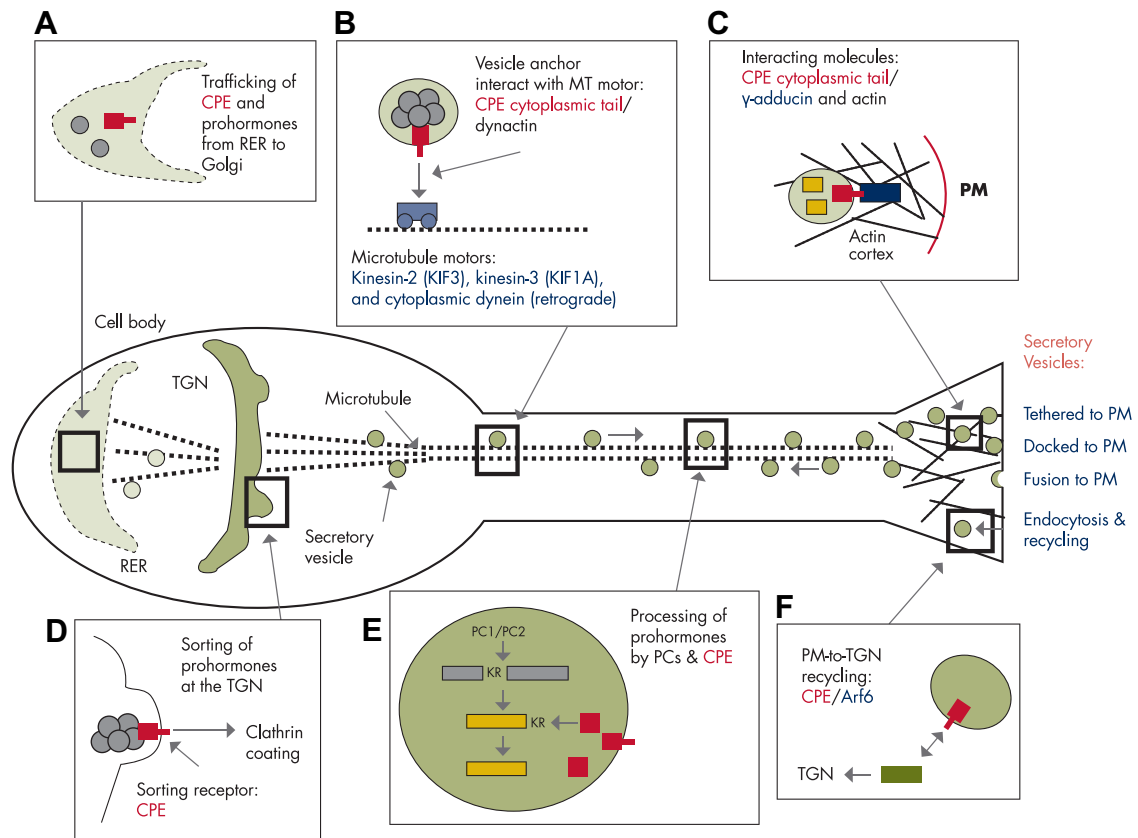 A
Trafficking of
CPE and
prohormones
from RER to
Golgi
B
Vesicle anchor
interact with MT motor:
CPE cytoplasmic tail/
dynactin
Microtubule motors:
Kinesin-2 (KIF3), kinesin-3 (KIF1A),
and cytoplasmic dynein (retrograde)
C
Interacting molecules:
CPE cytoplasmic tail/
γ-adducin and actin
PM
Actin
cortex
Cell body
TGN
Microtubule
RER
Secretory
vesicle
Secretory
Vesicles:
Tethered to PM
Docked to PM
Fusion to PM
Endocytosis &
recycling
D
Sorting of
prohormones
at the TGN
Clathrin
coating
Sorting receptor:
CPE
E
Processing of
prohormones
by PCs & CPE
PC1/PC2
KR
KR
F
PM-to-TGN
recycling:
CPE/Arf6
TGN